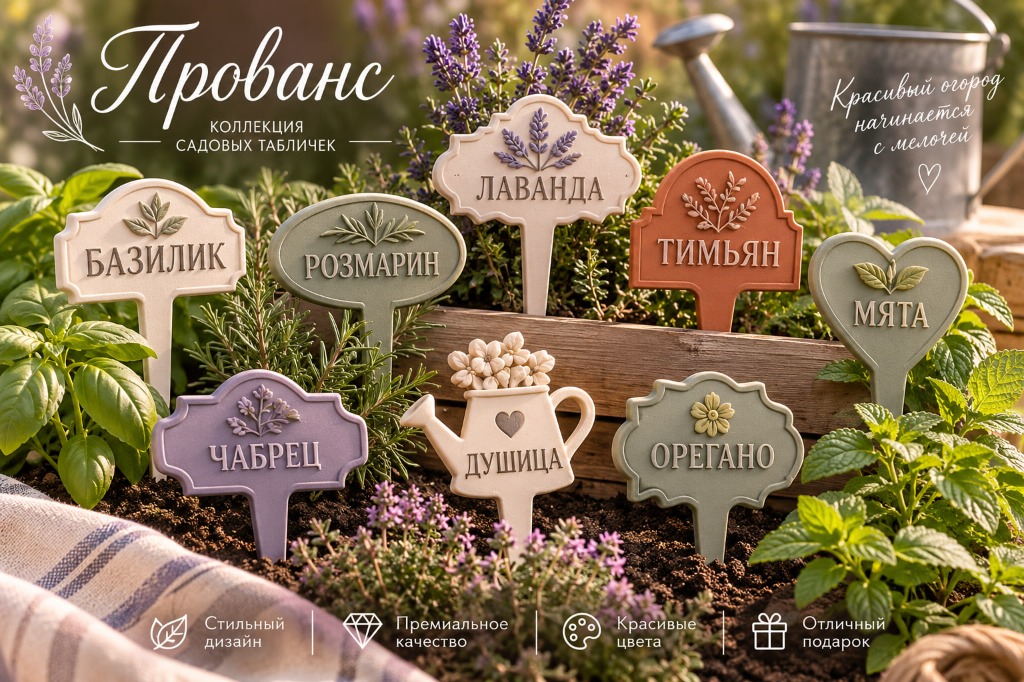 Прованс
КОЛЛЕКЦИЯ
САДОВЫХ ТАБЛИЧЕК
Красивый огород
начинается
с мелочей
ЛАВАНДА
БАЗИЛИК
РОЗМАРИН
ТИМЬЯН
МЯТА
ЧАБРЕЦ
ДУШИЦА
ОРЕГАНО
Стильный
дизайн
Премиальное
качество
Красивые
цвета
Отличный
подарок